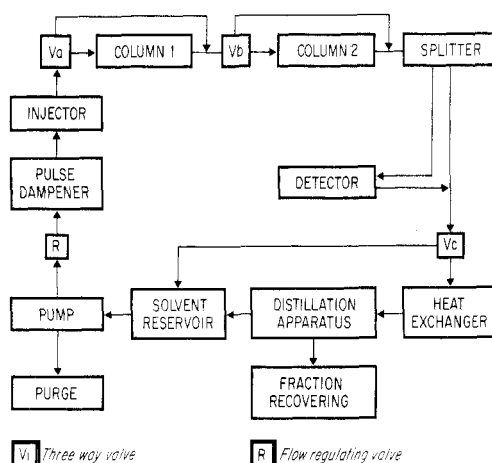 Va
COLUMN 1
Vb
COLUMN 2
SPLITTER
INJECTOR
PULSE
DAMPENER
DETECTOR
R
Vc
PUMP
SOLVENT
RESERVOIR
DISTILLATION
APPARATUS
HEAT
EXCHANGER
PURGE
FRACTION
RECOVERING
Vi Three way valve
R Flow regulating valve